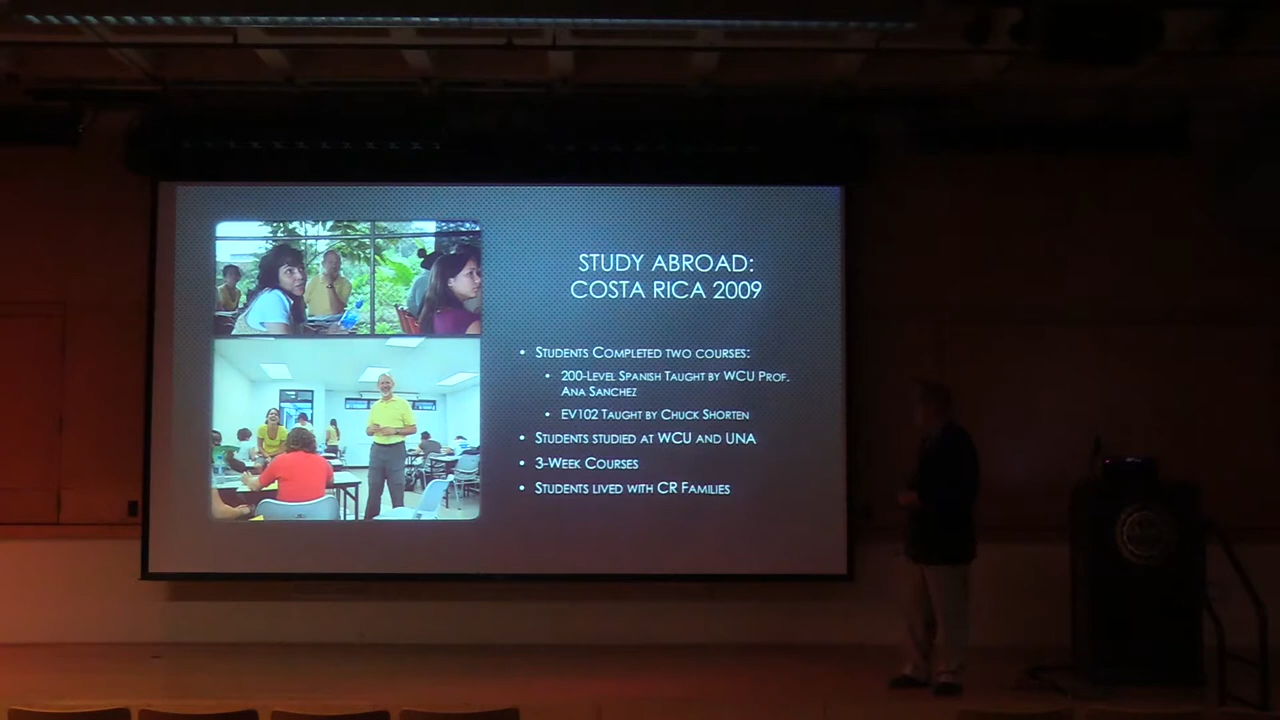 STUDY ABROAD:
COSTA RICA 2009
• STUDENTS COMPLETED TWO COURSES:
• 200-LEVEL SPANISH TAUGHT BY WCU PROF.
ANA SANCHEZ
• EV102 TAUGHT BY CHUCK SHORTEN
• STUDENTS STUDIED AT WCU AND UNA
• 3-WEEK COURSES
• STUDENTS LIVED WITH CR FAMILIES